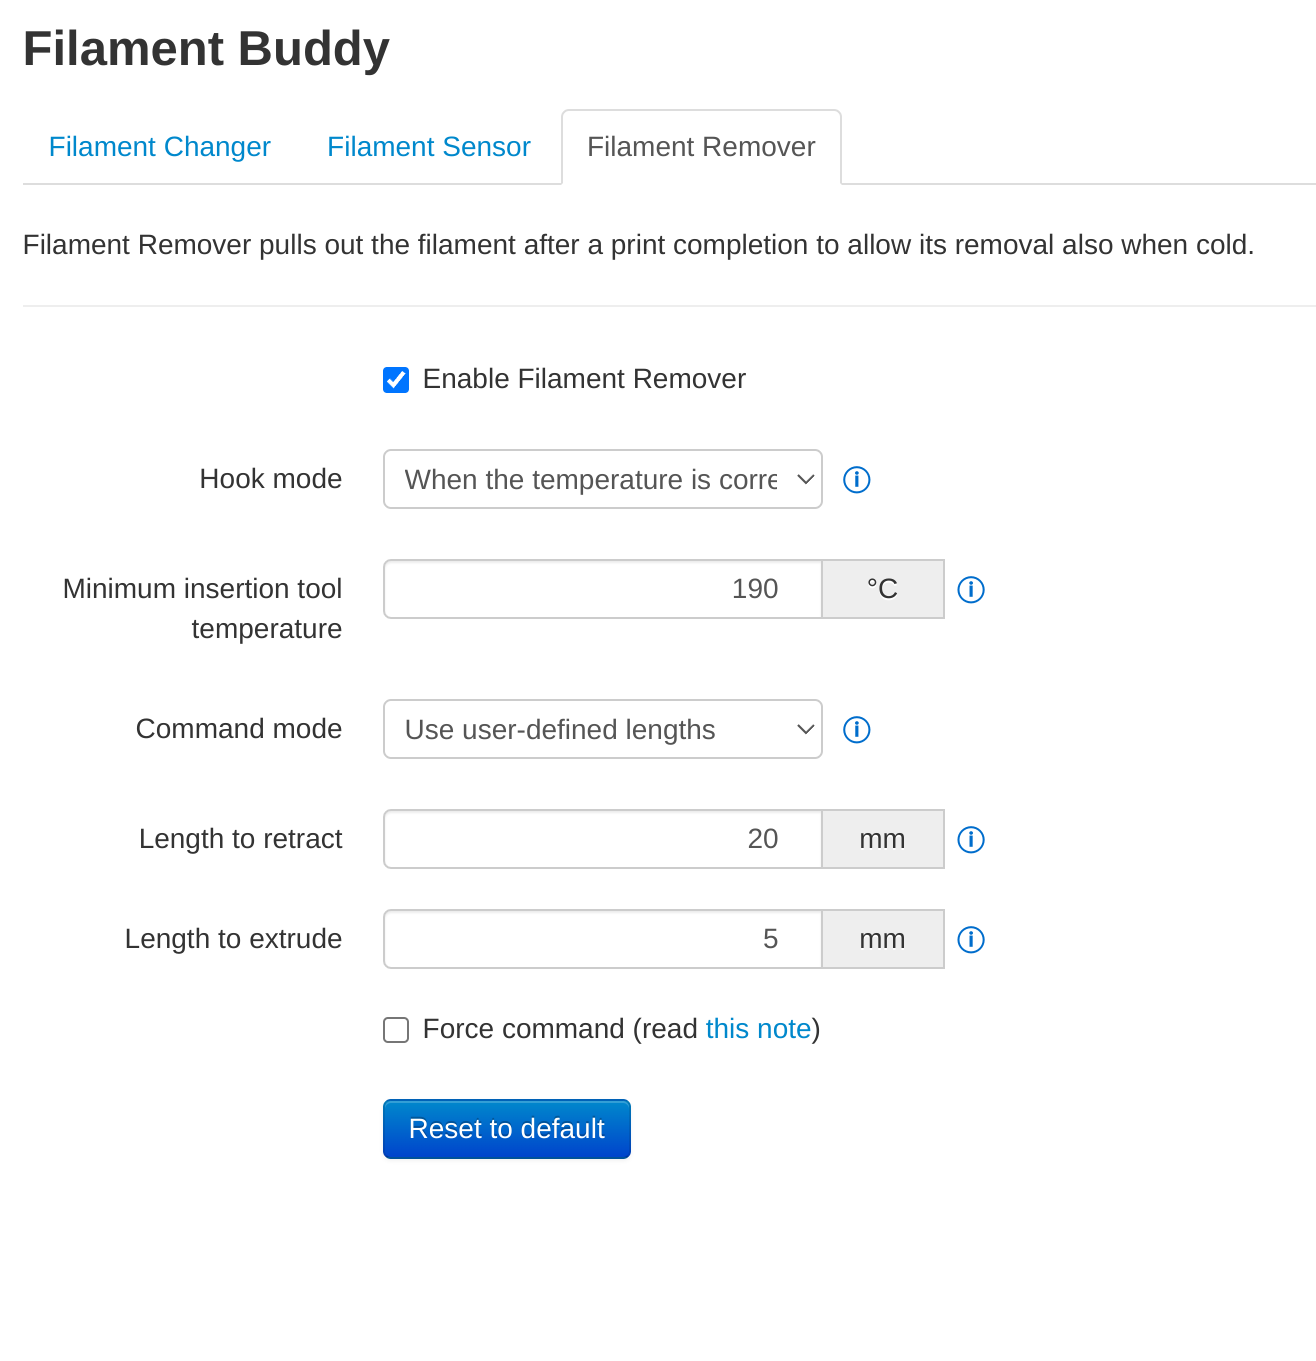 Filament Buddy
Filament Changer Filament Sensor Filament Remover
Filament Remover pulls out the filament after a print completion to allow its removal also when cold.
Enable Filament Remover
Hook mode When the temperature is corre
Minimum insertion tool 190 °C
temperature
Command mode Use user-defined lengths
Length to retract 20 mm
Length to extrude 5 mm
Force command (read this note)
Reset to default